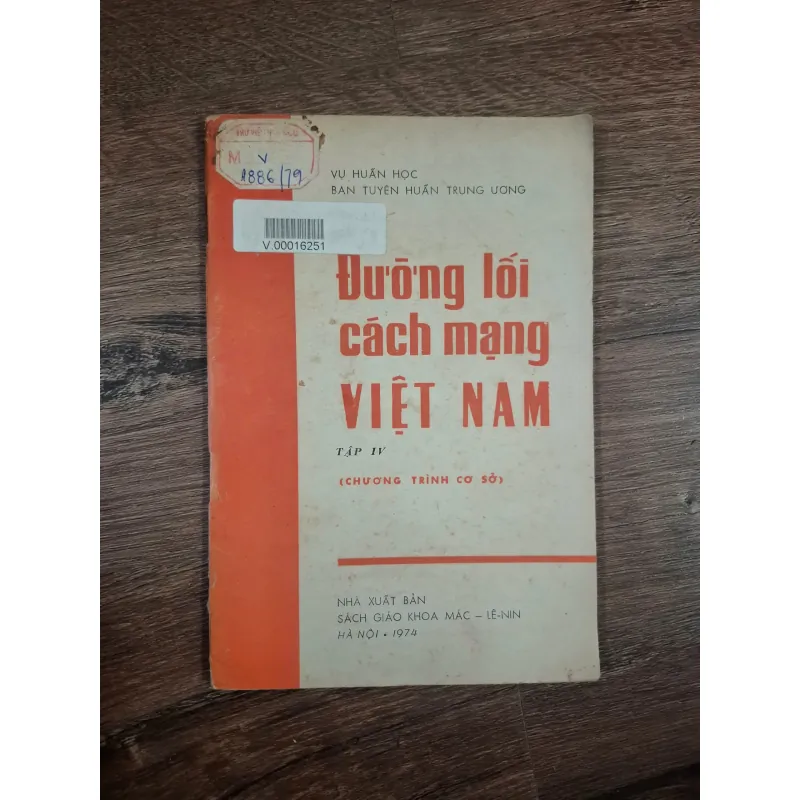 M V
1886/79
V.00016251
VỤ HUẤN HỌC
BAN TUYÊN HUẤN TRUNG ƯƠNG
Đường lối
cách mạng
VIỆT NAM
TẬP IV
(CHƯƠNG TRÌNH CƠ SỞ)
NHÀ XUẤT BẢN
SÁCH GIÁO KHOA MÁC – LÊ-NIN
HÀ NỘI • 1974